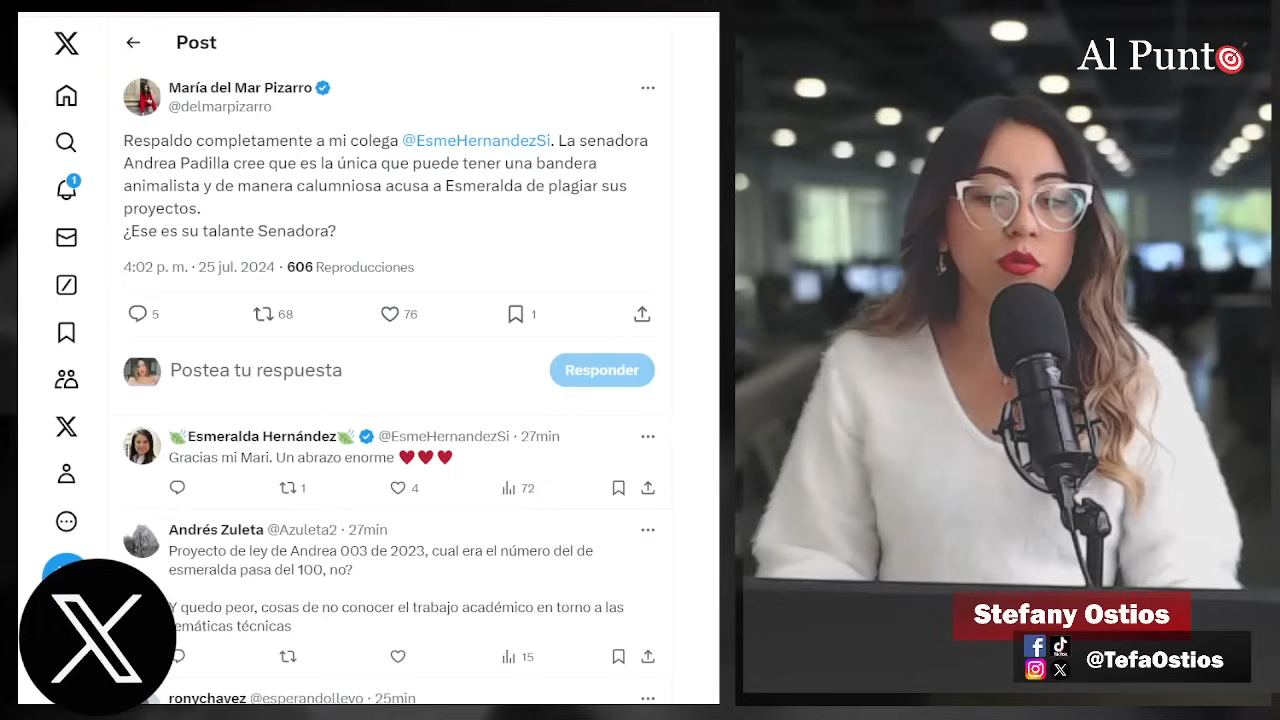 Post
María del Mar Pizarro
@delmarpizarro
Respaldo completamente a mi colega @EsmeHernandezSi. La senadora
Andrea Padilla cree que es la única que puede tener una bandera
animalista y de manera calumniosa acusa a Esmeralda de plagiar sus
proyectos.
¿Ese es su talante Senadora?
4:02 p. m. · 25 jul. 2024 · 606 Reproducciones
5 68 76 1
Postea tu respuesta
Responder
Esmeralda Hernández @EsmeHernandezSi · 27min
Gracias mi Mari. Un abrazo enorme
1 4 72
Andrés Zuleta @Azuleta2 · 27min
Proyecto de ley de Andrea 003 de 2023, cual era el número del de
esmeralda pasa del 100, no?
Y quedo peor, cosas de no conocer el trabajo académico en torno a las
temáticas técnicas
15
ronychavez @esperandollevo · 25min
1
Al Punto
Stefany Ostios
@TefaOstios